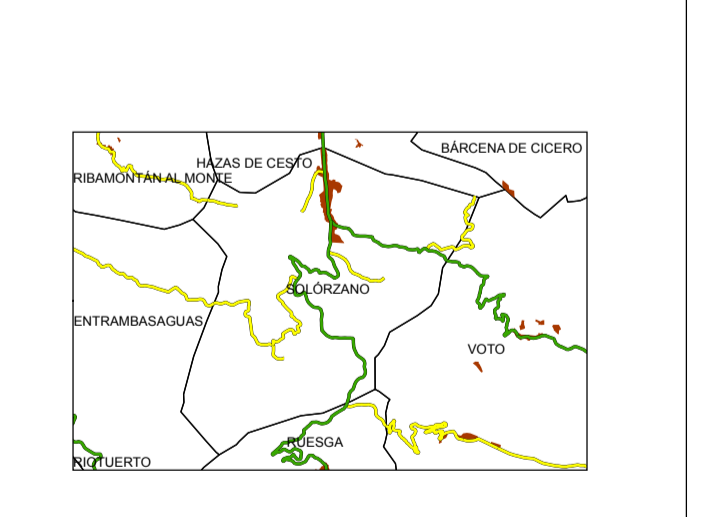 BÁRCENA DE CICERO
HAZAS DE CESTO
RIBAMONTÁN AL MONTE
SOLÓRZANO
ENTRAMBASAGUAS
VOTO
RUESGA
RIOTUERTO